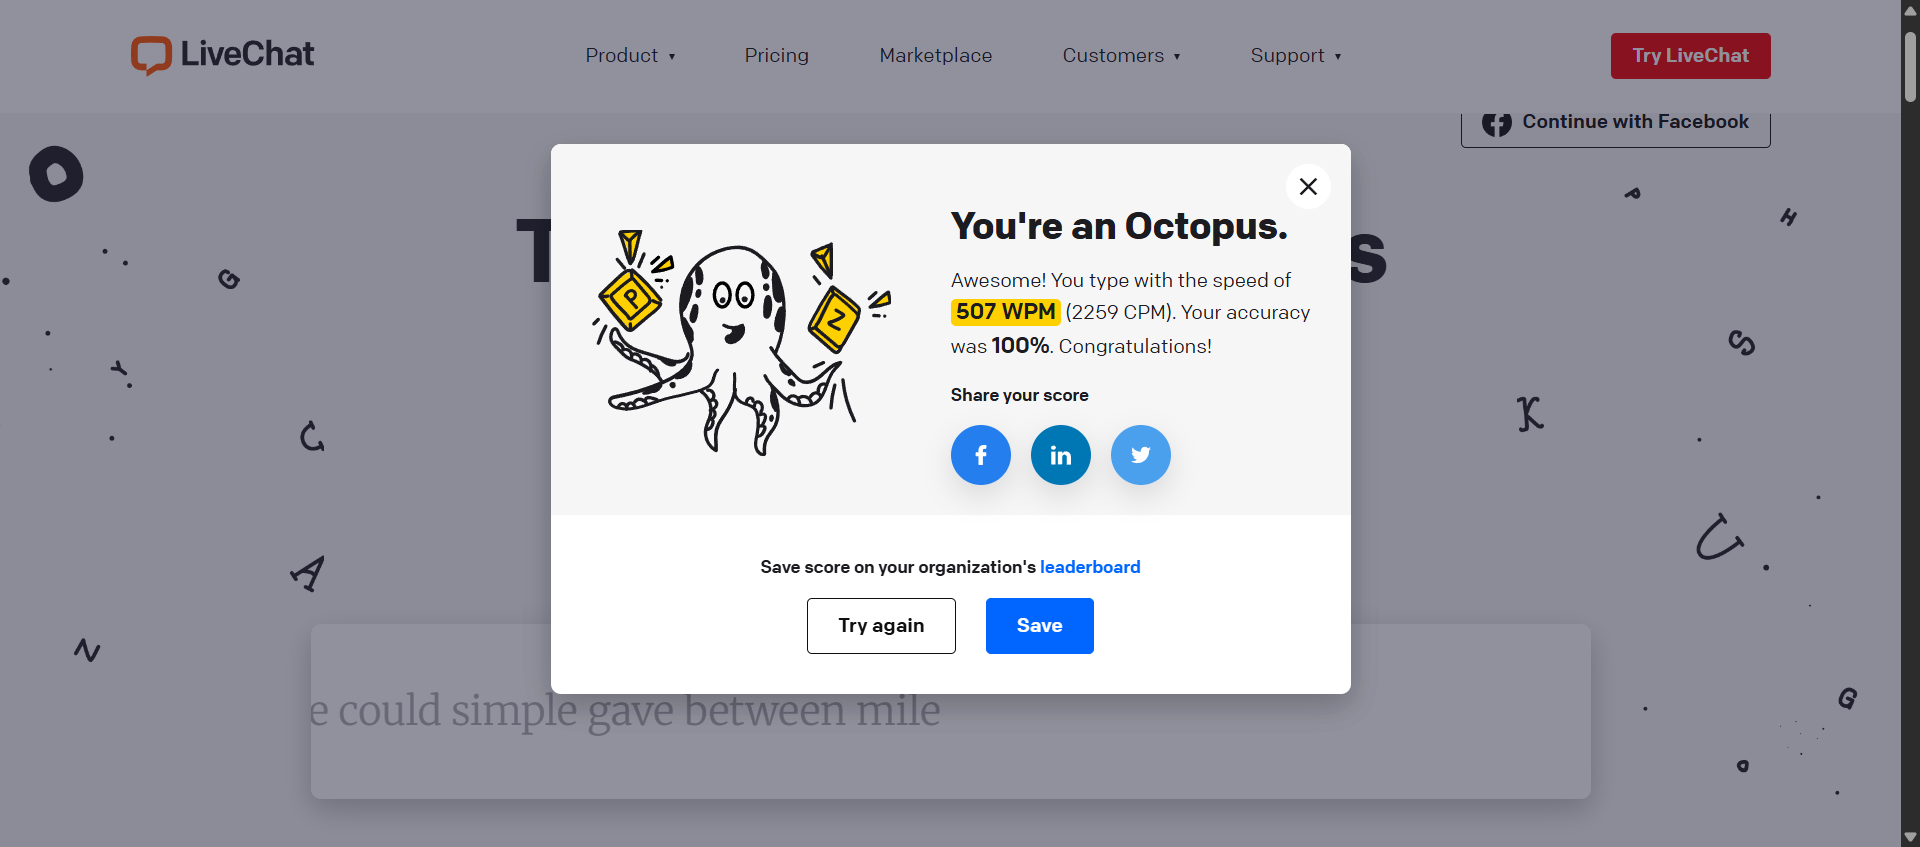 LiveChat
Product ▾
Pricing
Marketplace
Customers ▾
Support ▾
Try LiveChat
Continue with Facebook
O
G
Y
C
A
N
P
H
S
K
U
G
You're an Octopus.
Awesome! You type with the speed of
507 WPM (2259 CPM). Your accuracy
was 100%. Congratulations!
Share your score
P
Z
f
in
Save score on your organization's leaderboard
Try again
Save
e could simple gave between mile